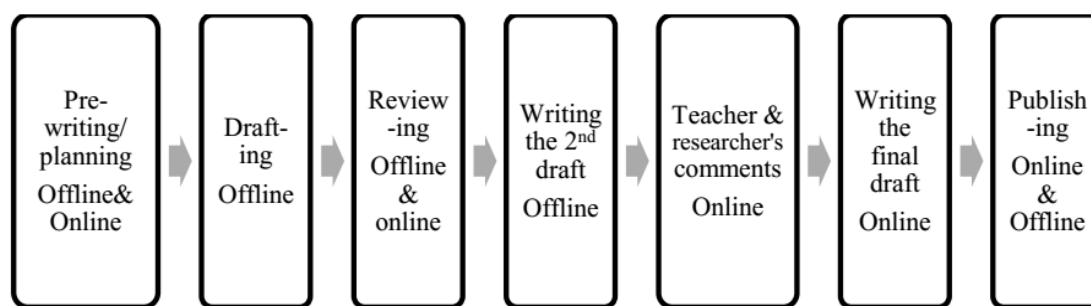 Pre-
writing/
planning
Offline&
Online
Draft-
ing
Offline
Review
-ing
Offline
&
online
Writing
the 2nd
draft
Offline
Teacher &
researcher's
comments
Online
Writing
the
final
draft
Online
Publish
-ing
Online
&
Offline